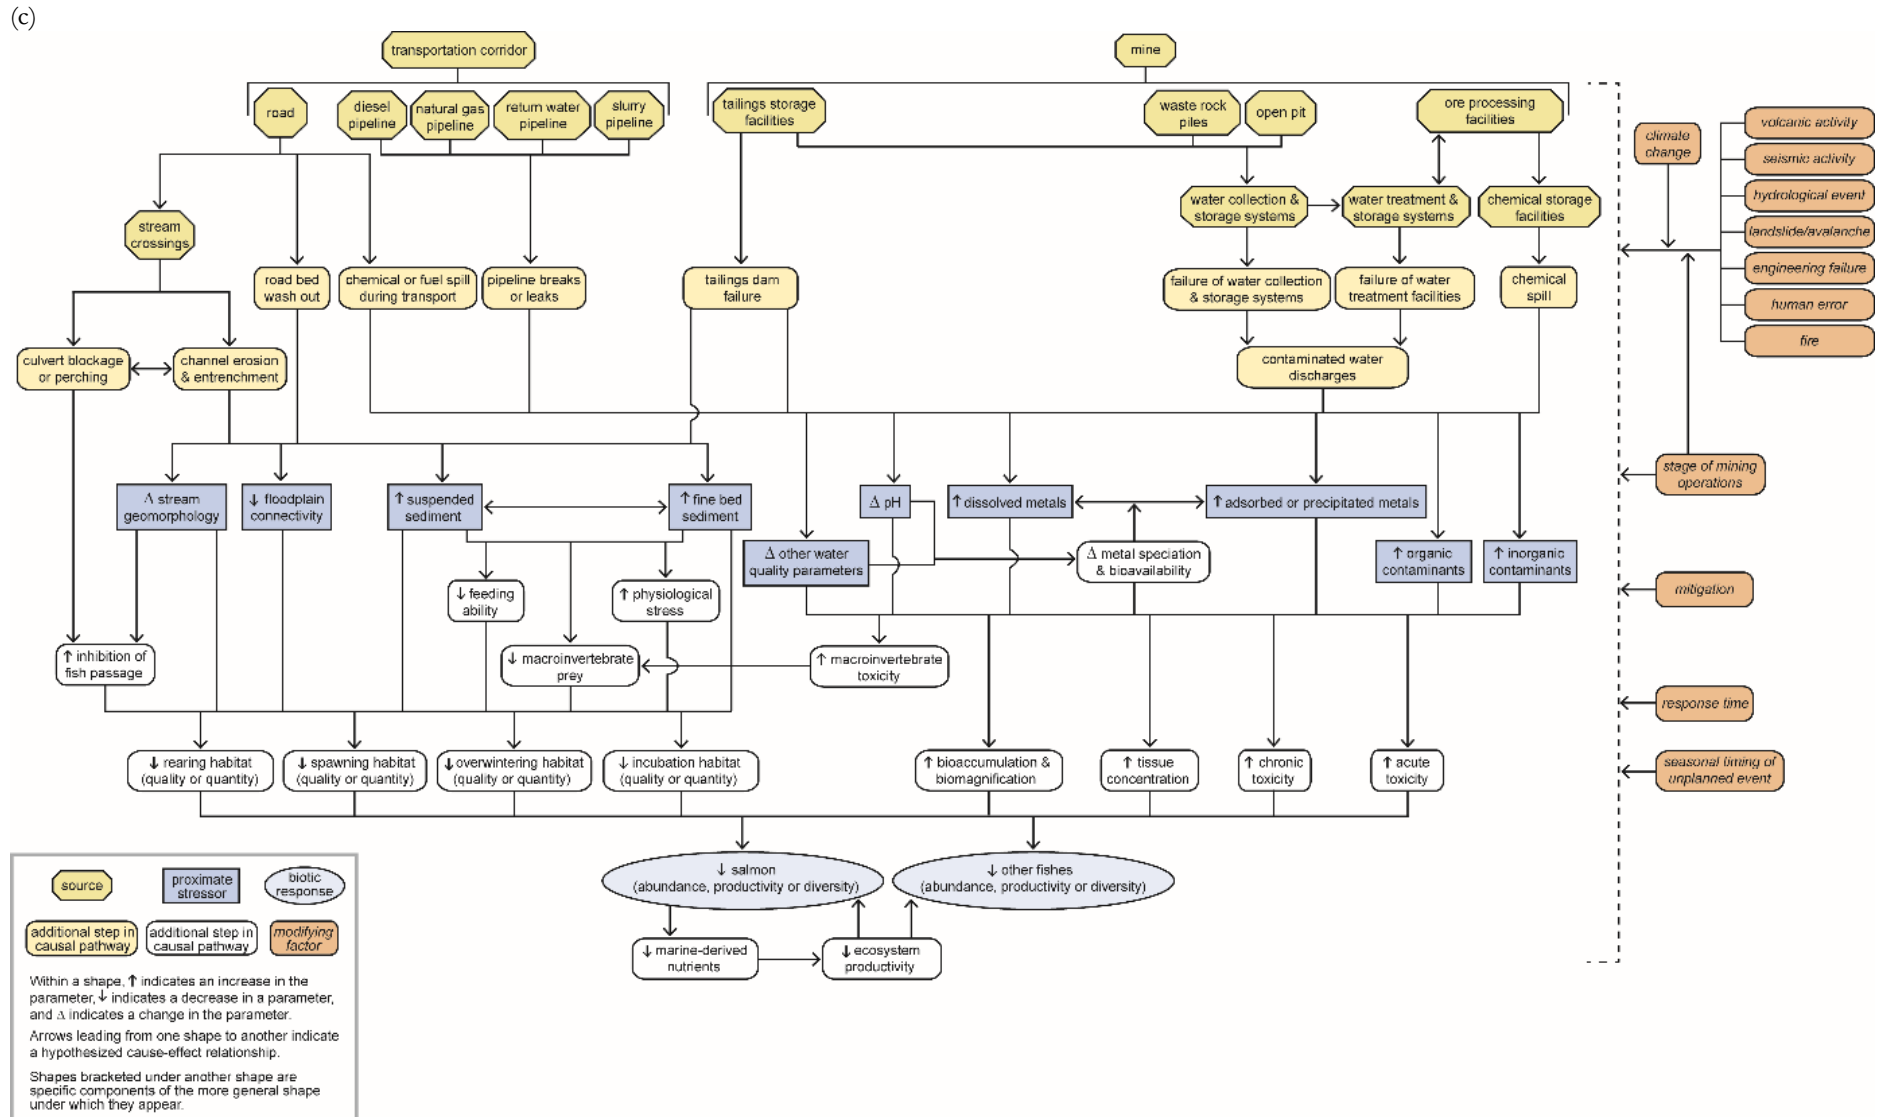 (c)
transportation corridor
mine
road
diesel
pipeline
natural gas
pipeline
return water
pipeline
slurry
pipeline
tailings storage
facilities
waste rock
piles
open pit
ore processing
facilities
climate
change
volcanic activity
seismic activity
hydrological event
landslide/avalanche
engineering failure
human error
fire
stream
crossings
water collection &
storage systems
water treatment &
storage systems
chemical storage
facilities
road bed
wash out
chemical or fuel spill
during transport
pipeline breaks
or leaks
tailings dam
failure
failure of water collection
& storage systems
failure of water
treatment facilities
chemical
spill
culvert blockage
or perching
channel erosion
& entrenchment
contaminated water
discharges
stage of mining
operations
Δ stream
geomorphology
↓ floodplain
connectivity
↑ suspended
sediment
↑ fine bed
sediment
Δ pH
↑ dissolved metals
↑ adsorbed or precipitated metals
Δ other water
quality parameters
Δ metal speciation
& bioavailability
↑ organic
contaminants
↑ inorganic
contaminants
mitigation
↓ feeding
ability
↑ physiological
stress
↑ inhibition of
fish passage
↓ macroinvertebrate
prey
↑ macroinvertebrate
toxicity
response time
↓ rearing habitat
(quality or quantity)
↓ spawning habitat
(quality or quantity)
↓ overwintering habitat
(quality or quantity)
↓ incubation habitat
(quality or quantity)
↑ bioaccumulation &
biomagnification
↑ tissue
concentration
↑ chronic
toxicity
↑ acute
toxicity
seasonal timing of
unplanned event
↓ salmon
(abundance, productivity or diversity)
↓ other fishes
(abundance, productivity or diversity)
↓ marine-derived
nutrients
↓ ecosystem
productivity
source
proximate
stressor
biotic
response
additional step in
causal pathway
additional step in
causal pathway
modifying
factor
Within a shape, ↑ indicates an increase in the
parameter, ↓ indicates a decrease in a parameter,
and Δ indicates a change in the parameter.
Arrows leading from one shape to another indicate
a hypothesized cause-effect relationship.
Shapes bracketed under another shape are
specific components of the more general shape
under which they appear.